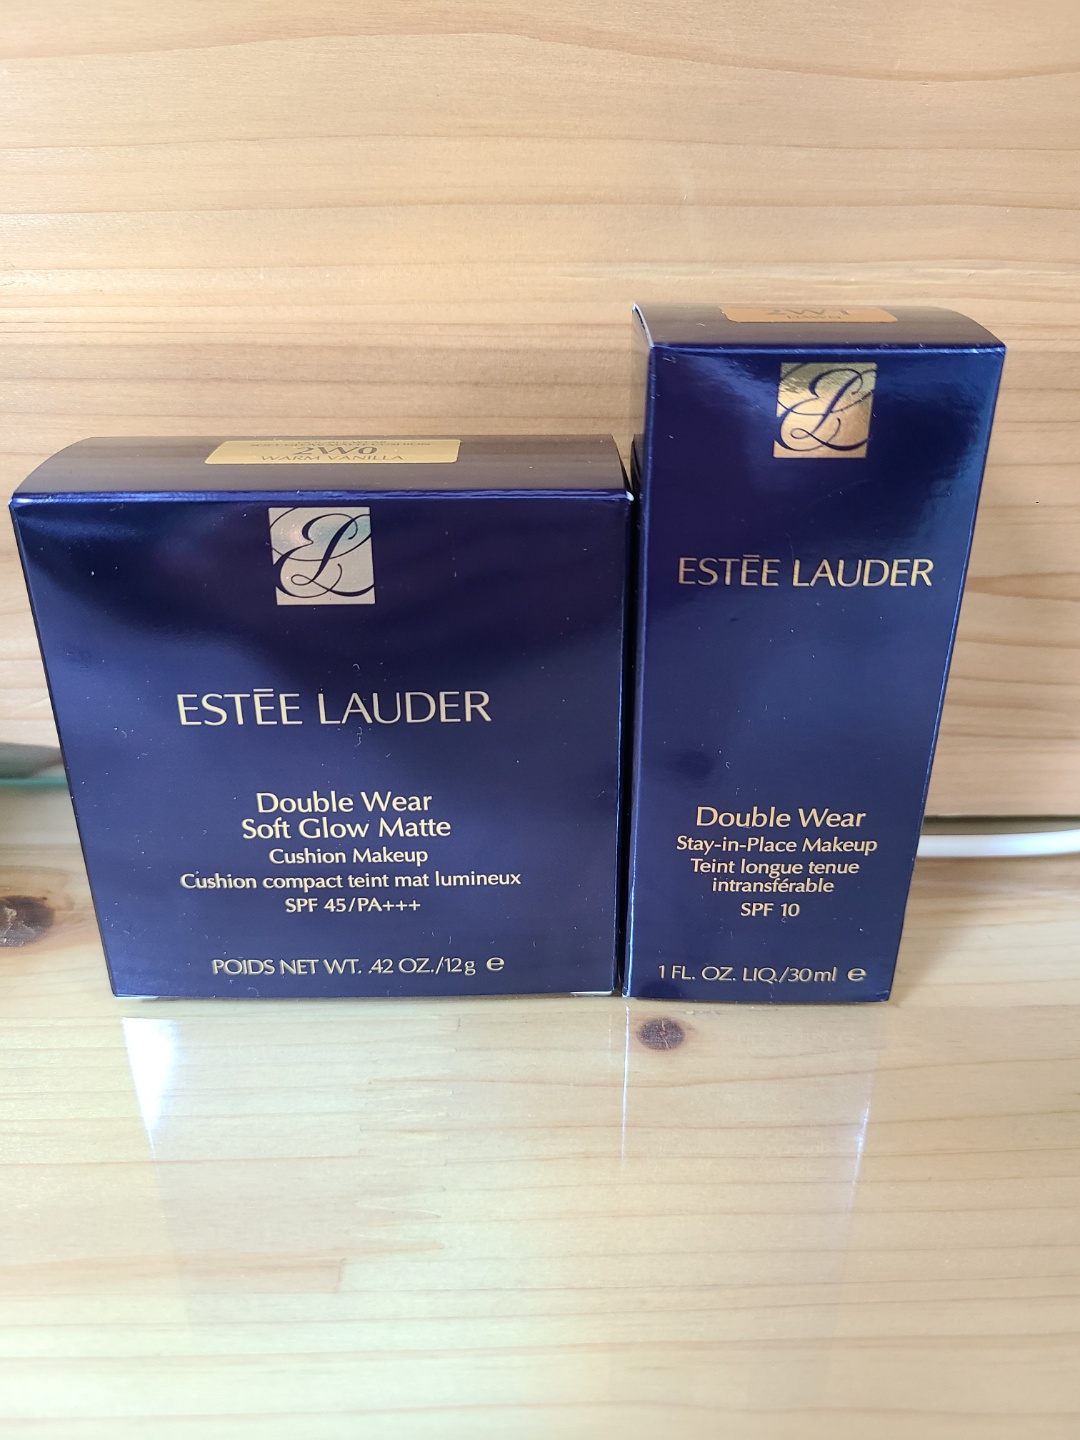 2W0
WARM VANILLA
ESTĒE LAUDER
Double Wear
Soft Glow Matte
Cushion Makeup
Cushion compact teint mat lumineux
SPF 45/PA+++
POIDS NET WT. .42 OZ./12g ℮
2W1
DAWN
ESTĒE LAUDER
Double Wear
Stay-in-Place Makeup
Teint longue tenue
intransférable
SPF 10
1 FL. OZ. LIQ./30ml ℮